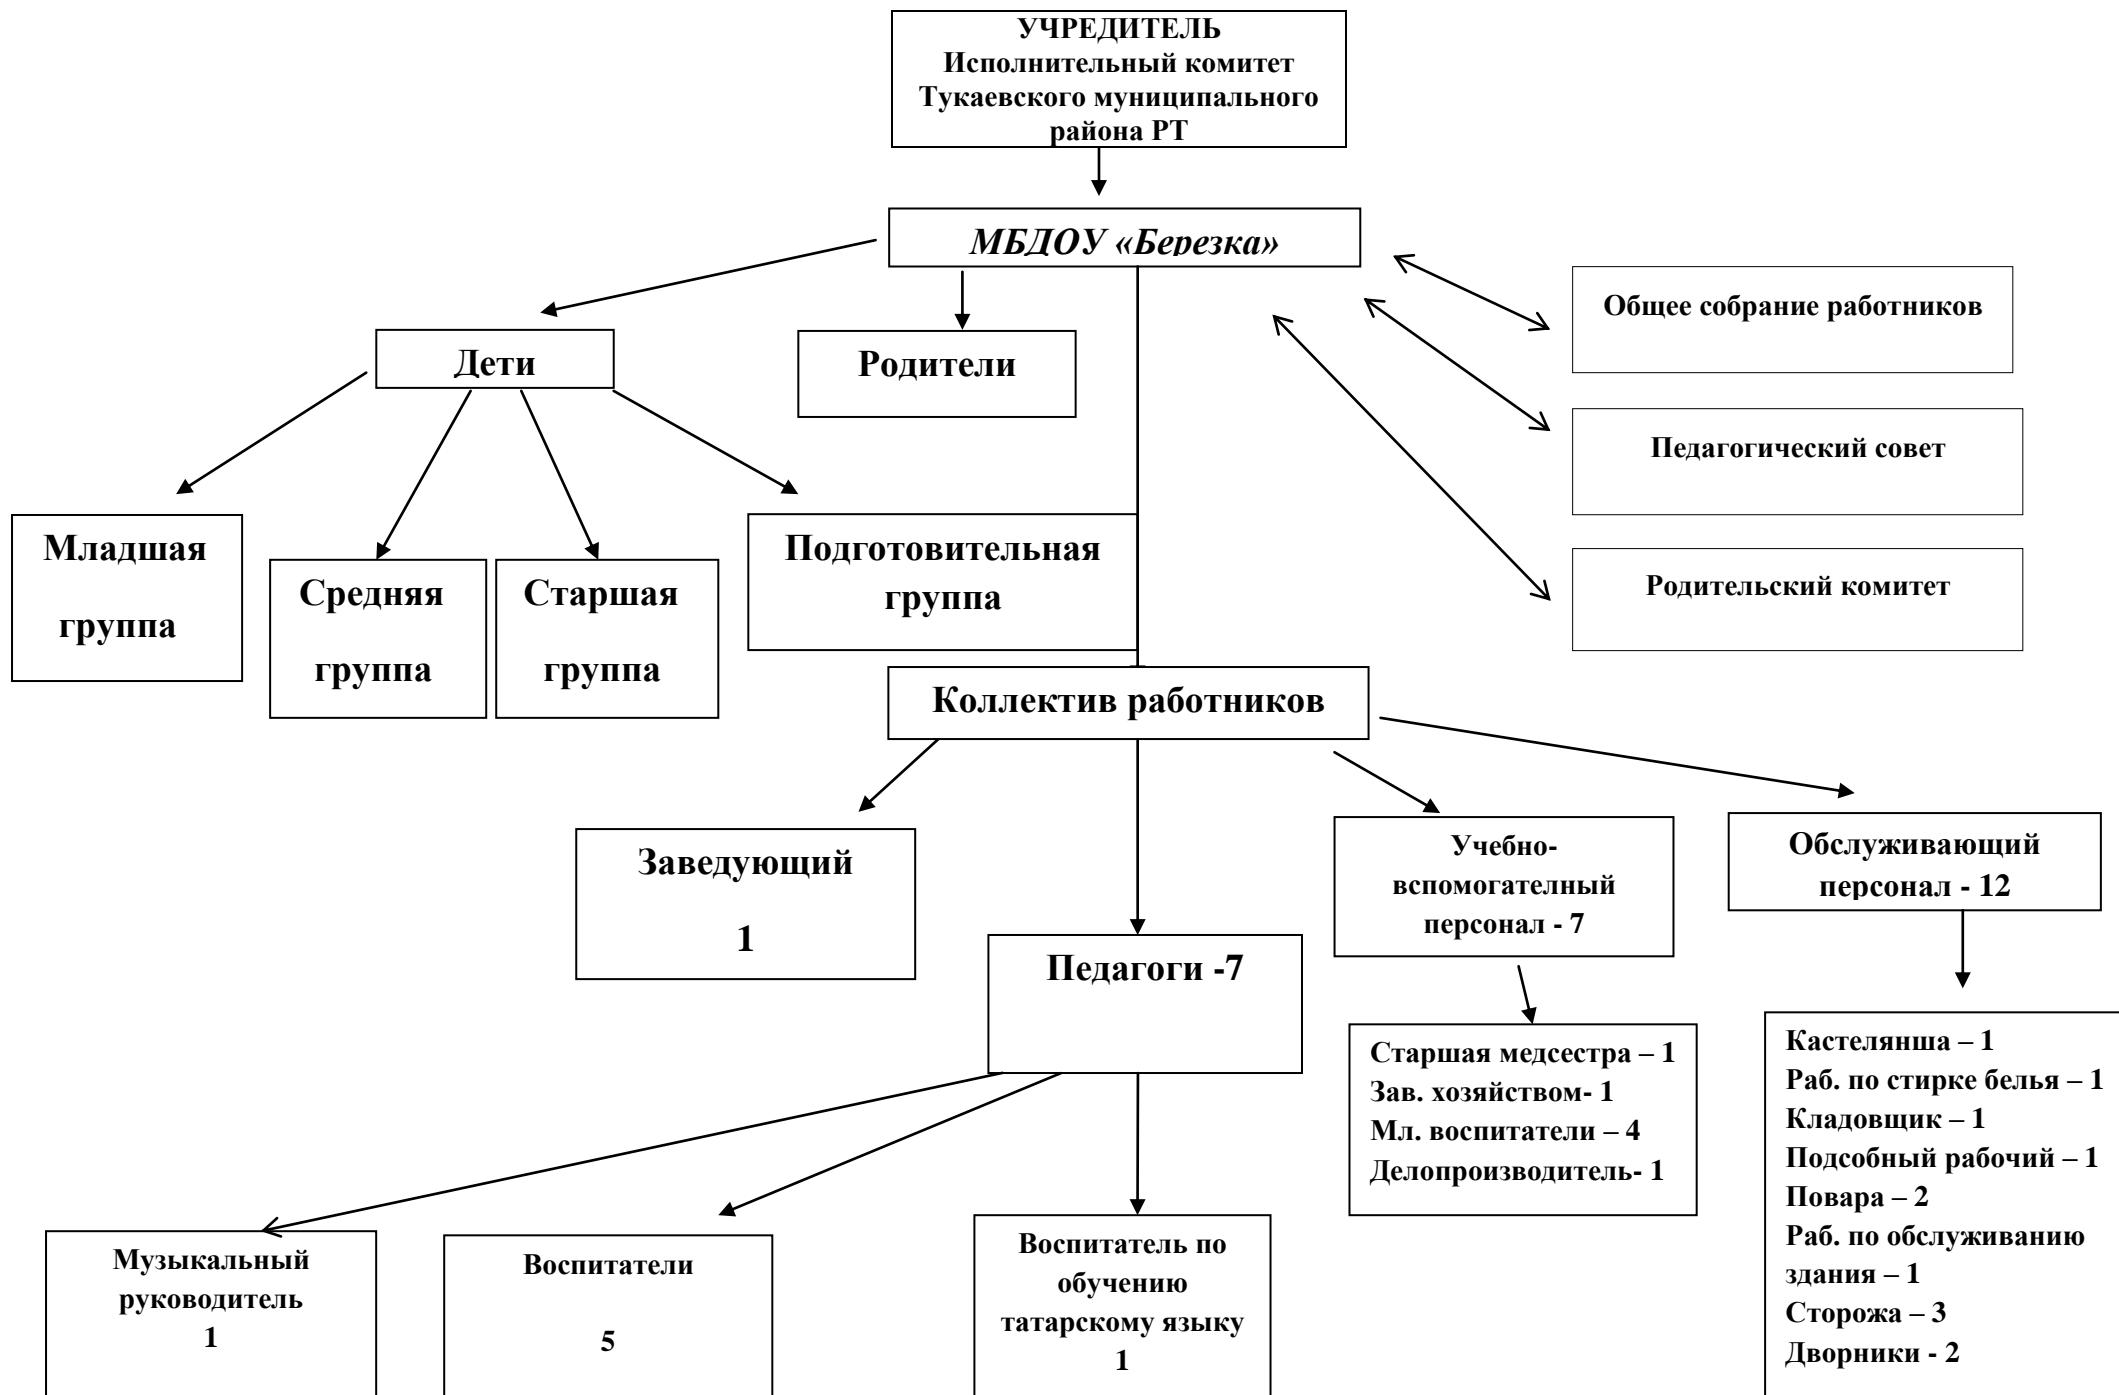 УЧРЕДИТЕЛЬ
Исполнительный комитет
Тукаевского муниципального
района РТ
МБДОУ «Березка»
Общее собрание работников
Дети
Родители
Педагогический совет
Младшая
группа
Средняя
группа
Старшая
группа
Подготовительная
группа
Родительский комитет
Коллектив работников
Заведующий
1
Педагоги -7
Учебно-
вспомогателный
персонал - 7
Обслуживающий
персонал - 12
Старшая медсестра – 1
Зав. хозяйством- 1
Мл. воспитатели – 4
Делопроизводитель- 1
Кастелянша – 1
Раб. по стирке белья – 1
Кладовщик – 1
Подсобный рабочий – 1
Повара – 2
Раб. по обслуживанию
здания – 1
Сторожа – 3
Дворники - 2
Музыкальный
руководитель
1
Воспитатели
5
Воспитатель по
обучению
татарскому языку
1